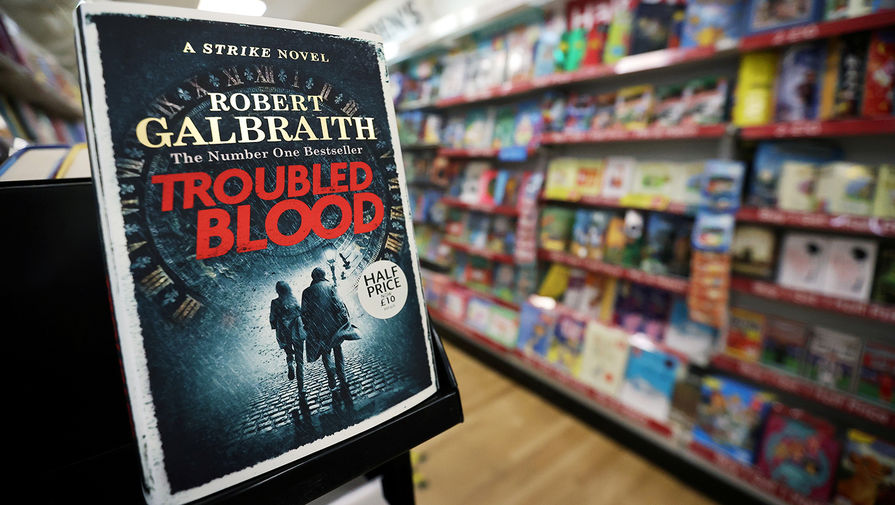 A STRIKE NOVEL
ROBERT
GALBRAITH
The Number One Bestseller
TROUBLED
BLOOD
HALF
PRICE
£10